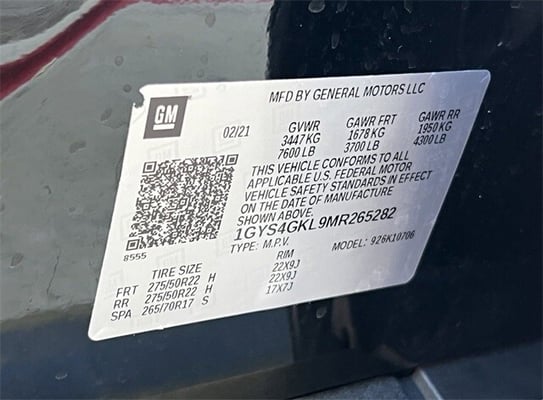 GM
MFD BY GENERAL MOTORS LLC
02/21 GVWR GAWR FRT GAWR RR
3447 KG 1678 KG 1950 KG
7600 LB 3700 LB 4300 LB
THIS VEHICLE CONFORMS TO ALL
APPLICABLE U.S. FEDERAL MOTOR
VEHICLE SAFETY STANDARDS IN EFFECT
ON THE DATE OF MANUFACTURE
SHOWN ABOVE.
1GYS4GKL9MR265282
8555 TYPE: M.P.V. MODEL: 926K10706
TIRE SIZE RIM
FRT 275/50R22 H 22X9J
RR 275/50R22 H 22X9J
SPA 265/70R17 S 17X7J